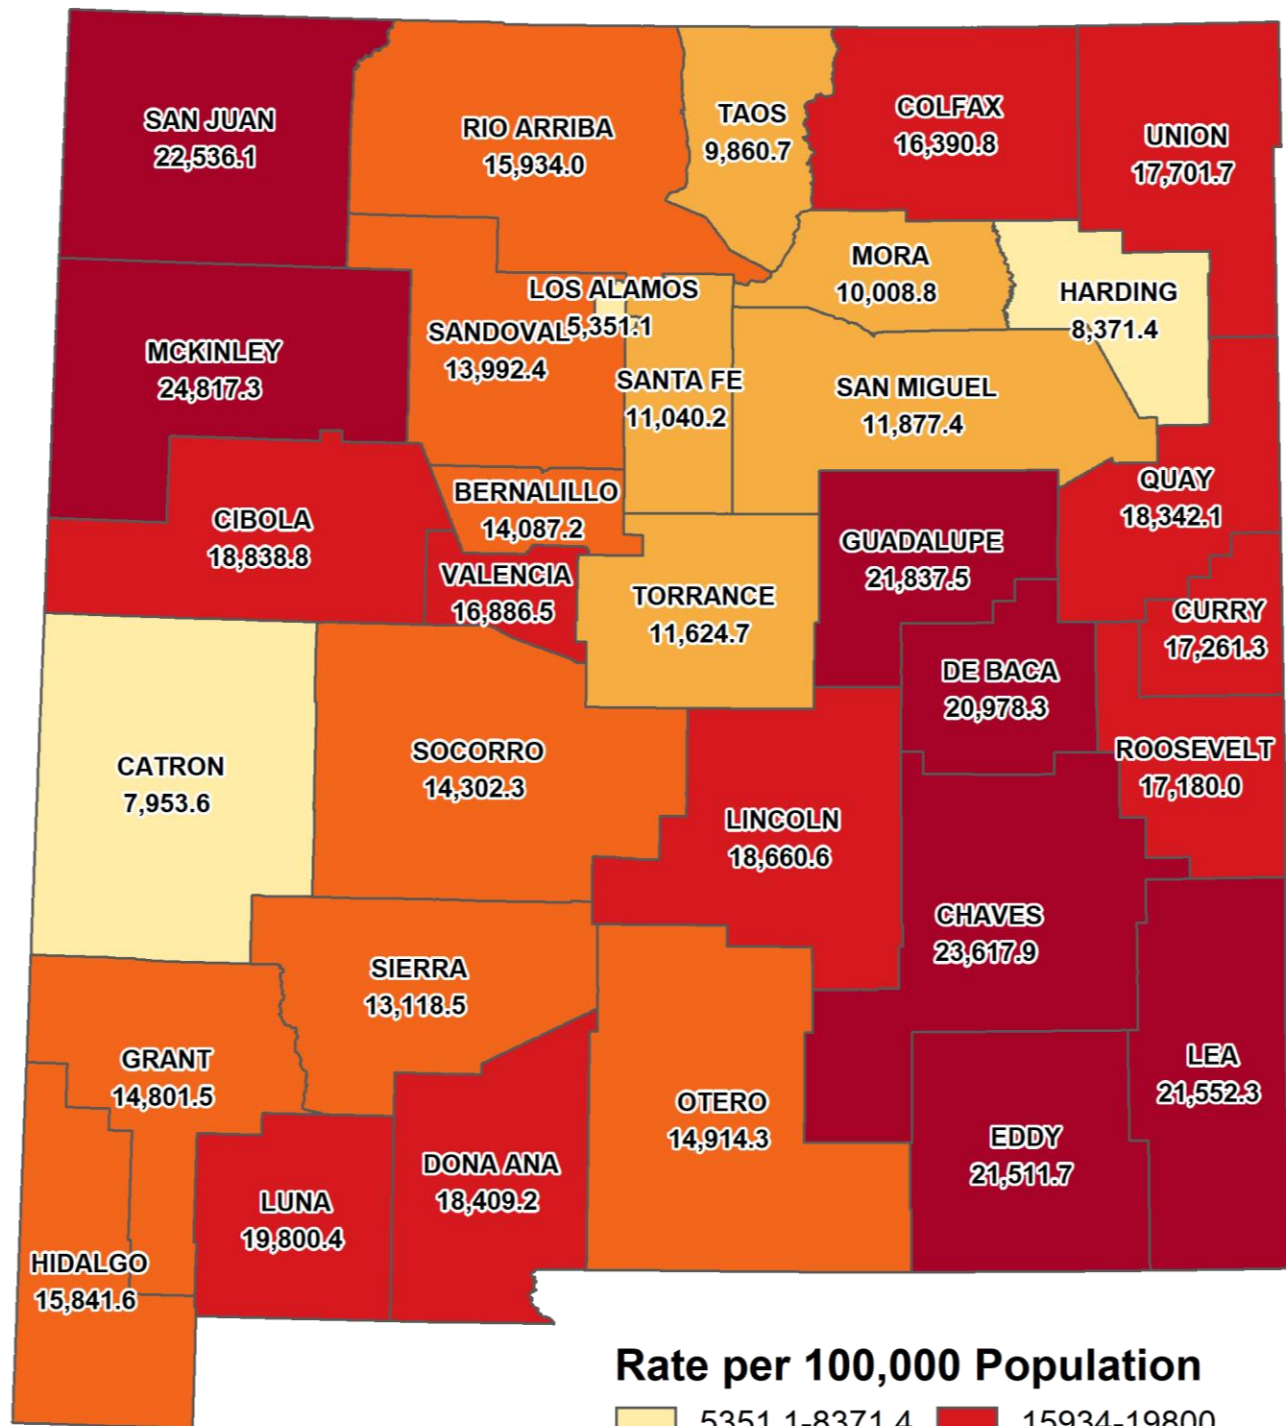 SAN JUAN
22,536.1
RIO ARRIBA
15,934.0
TAOS
9,860.7
COLFAX
16,390.8
UNION
17,701.7
MORA
10,008.8
HARDING
8,371.4
LOS ALAMOS
5,351.1
SANDOVAL
13,992.4
MCKINLEY
24,817.3
SANTA FE
11,040.2
SAN MIGUEL
11,877.4
QUAY
18,342.1
CIBOLA
18,838.8
BERNALILLO
14,087.2
GUADALUPE
21,837.5
VALENCIA
16,886.5
TORRANCE
11,624.7
CURRY
17,261.3
DE BACA
20,978.3
CATRON
7,953.6
SOCORRO
14,302.3
ROOSEVELT
17,180.0
LINCOLN
18,660.6
CHAVES
23,617.9
SIERRA
13,118.5
GRANT
14,801.5
LEA
21,552.3
OTERO
14,914.3
EDDY
21,511.7
DONA ANA
18,409.2
LUNA
19,800.4
HIDALGO
15,841.6
Rate per 100,000 Population
5351.1-8371.4
15934-19800